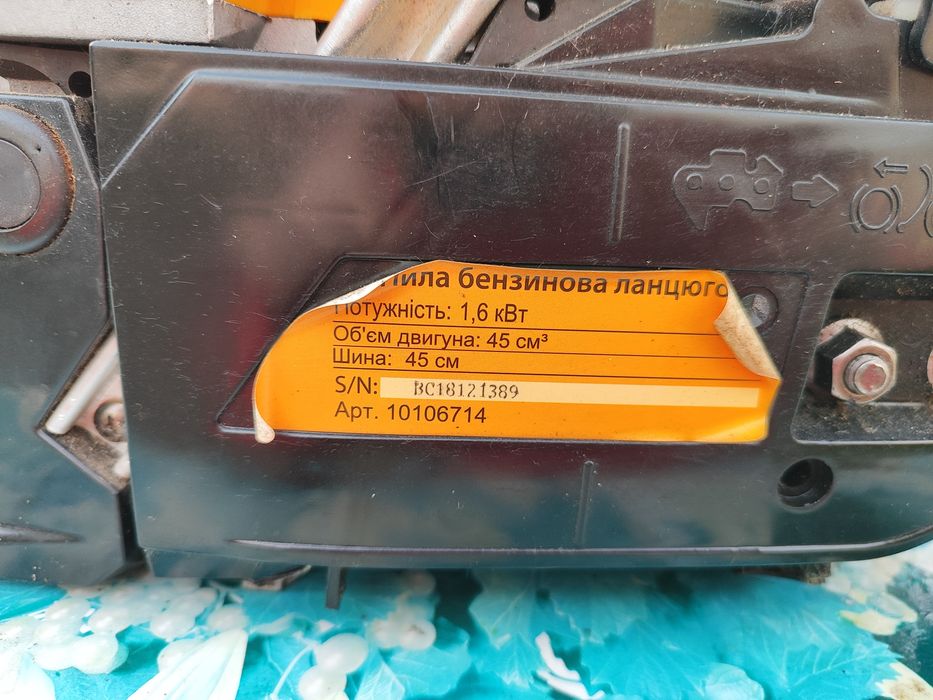 Пила бензинова ланцюго
Потужність: 1,6 кВт
Об'єм двигуна: 45 см³
Шина: 45 см
S/N: BC18121389
Арт. 10106714